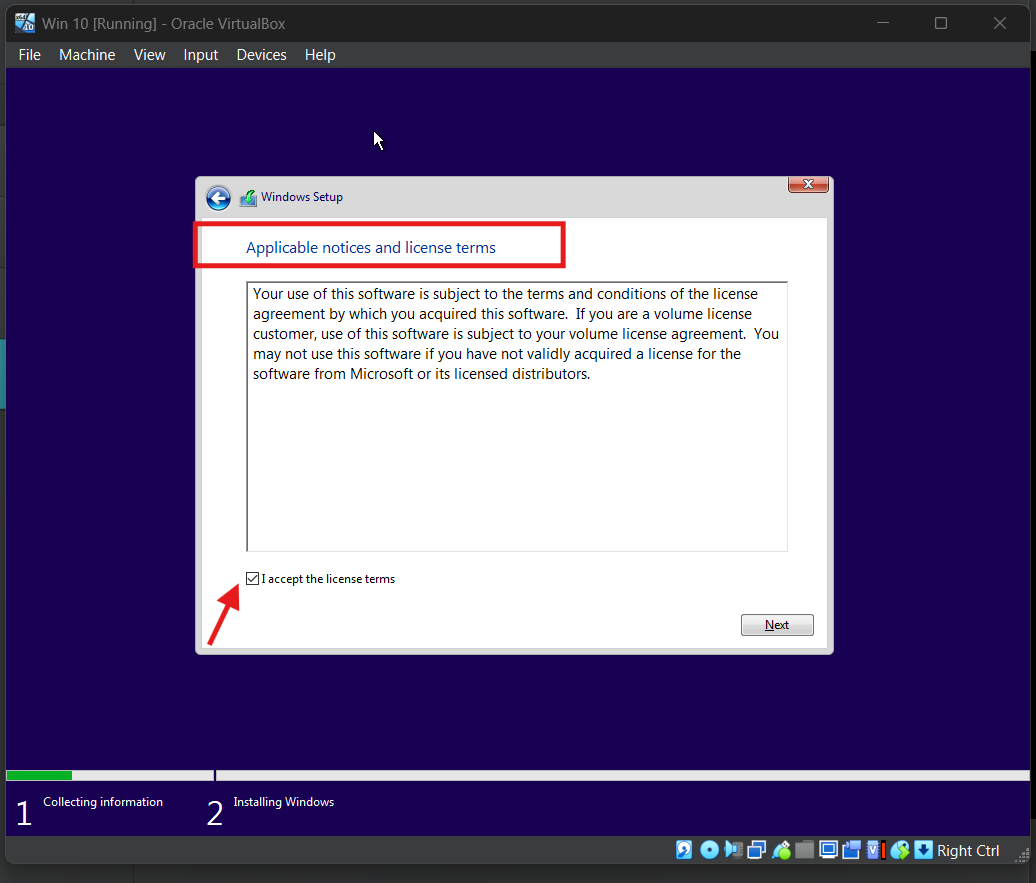 Win 10 [Running] - Oracle VirtualBox
File Machine View Input Devices Help
Windows Setup
Applicable notices and license terms
Your use of this software is subject to the terms and conditions of the license
agreement by which you acquired this software.  If you are a volume license
customer, use of this software is subject to your volume license agreement.  You
may not use this software if you have not validly acquired a license for the
software from Microsoft or its licensed distributors.
I accept the license terms
Next
1 Collecting information 2 Installing Windows
Right Ctrl